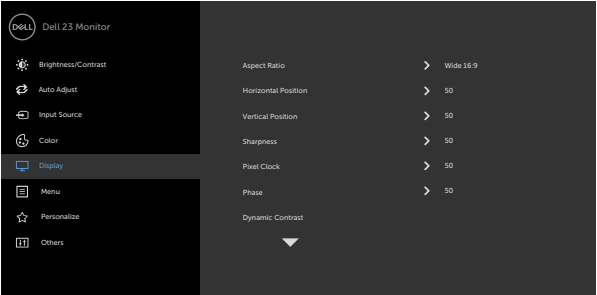 DELL
Dell 23 Monitor
Brightness/Contrast
Auto Adjust
Input Source
Color
Display
Menu
Personalize
Others
Aspect Ratio Wide 16:9
Horizontal Position 50
Vertical Position 50
Sharpness 50
Pixel Clock 50
Phase 50
Dynamic Contrast